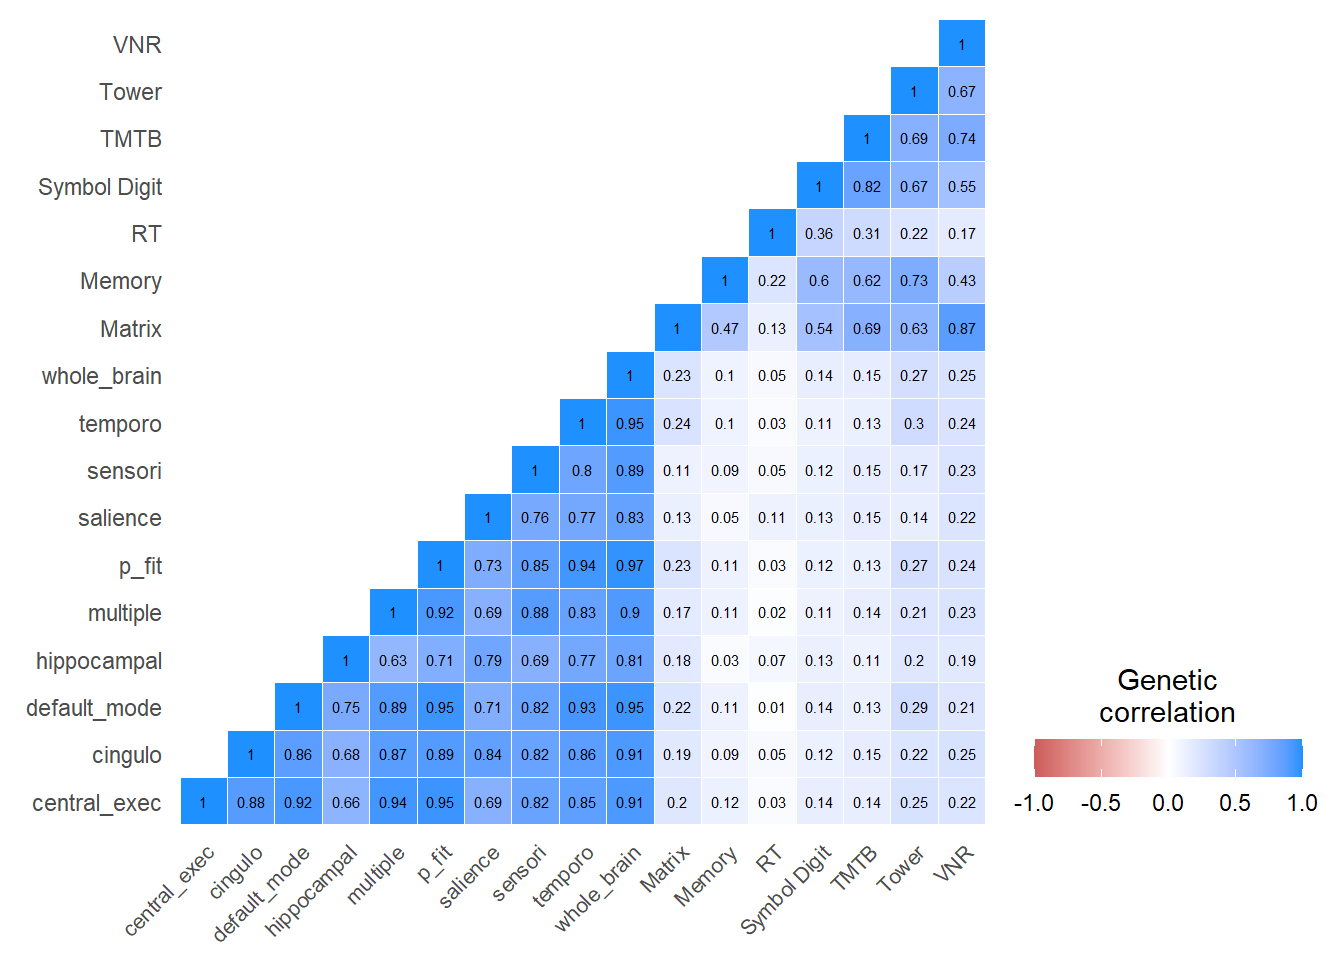 VNR 1
Tower 1 0.67
TMTB 1 0.69 0.74
Symbol Digit 1 0.82 0.67 0.55
RT 1 0.36 0.31 0.22 0.17
Memory 1 0.22 0.6 0.62 0.73 0.43
Matrix 1 0.47 0.13 0.54 0.69 0.63 0.87
whole_brain 1 0.23 0.1 0.05 0.14 0.15 0.27 0.25
temporo 1 0.95 0.24 0.1 0.03 0.11 0.13 0.3 0.24
sensori 1 0.8 0.89 0.11 0.09 0.05 0.12 0.15 0.17 0.23
salience 1 0.76 0.77 0.83 0.13 0.05 0.11 0.13 0.15 0.14 0.22
p_fit 1 0.73 0.85 0.94 0.97 0.23 0.11 0.03 0.12 0.13 0.27 0.24
multiple 1 0.92 0.69 0.88 0.83 0.9 0.17 0.11 0.02 0.11 0.14 0.21 0.23
hippocampal 1 0.63 0.71 0.79 0.69 0.77 0.81 0.18 0.03 0.07 0.13 0.11 0.2 0.19
default_mode 1 0.75 0.89 0.95 0.71 0.82 0.93 0.95 0.22 0.11 0.01 0.14 0.13 0.29 0.21
cingulo 1 0.86 0.68 0.87 0.89 0.84 0.82 0.86 0.91 0.19 0.09 0.05 0.12 0.15 0.22 0.25
central_exec 1 0.88 0.92 0.66 0.94 0.95 0.69 0.82 0.85 0.91 0.2 0.12 0.03 0.14 0.14 0.25 0.22
central_exec cingulo default_mode hippocampal multiple p_fit salience sensori temporo whole_brain Matrix Memory RT Symbol Digit TMTB Tower VNR
Genetic
correlation
-1.0 -0.5 0.0 0.5 1.0